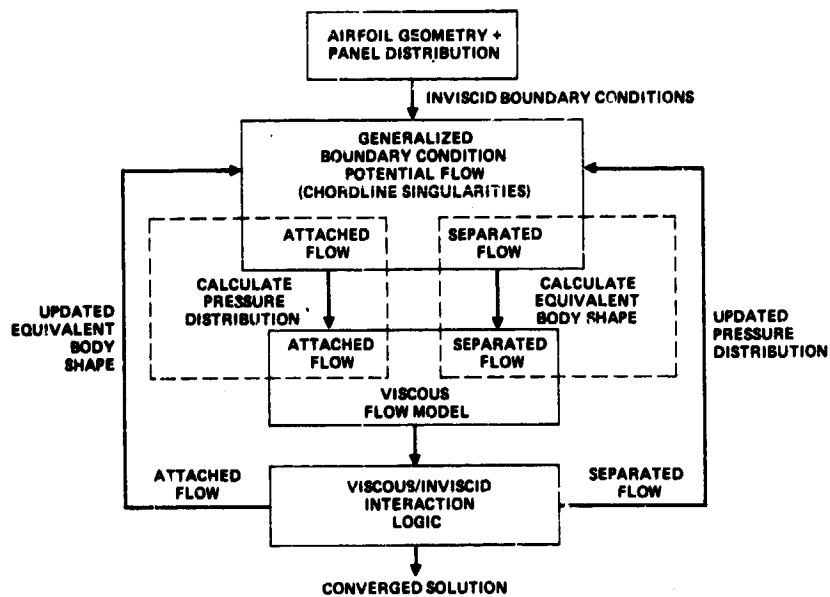 AIRFOIL GEOMETRY +
PANEL DISTRIBUTION
INVISCID BOUNDARY CONDITIONS
GENERALIZED
BOUNDARY CONDITION
POTENTIAL FLOW
(CHORDLINE SINGULARITIES)
ATTACHED
FLOW
SEPARATED
FLOW
CALCULATE
PRESSURE
DISTRIBUTION
CALCULATE
EQUIVALENT
BODY SHAPE
UPDATED
EQUIVALENT
BODY
SHAPE
UPDATED
PRESSURE
DISTRIBUTION
ATTACHED
FLOW
SEPARATED
FLOW
VISCOUS
FLOW MODEL
ATTACHED
FLOW
VISCOUS/INVISCID
INTERACTION
LOGIC
SEPARATED
FLOW
CONVERGED SOLUTION